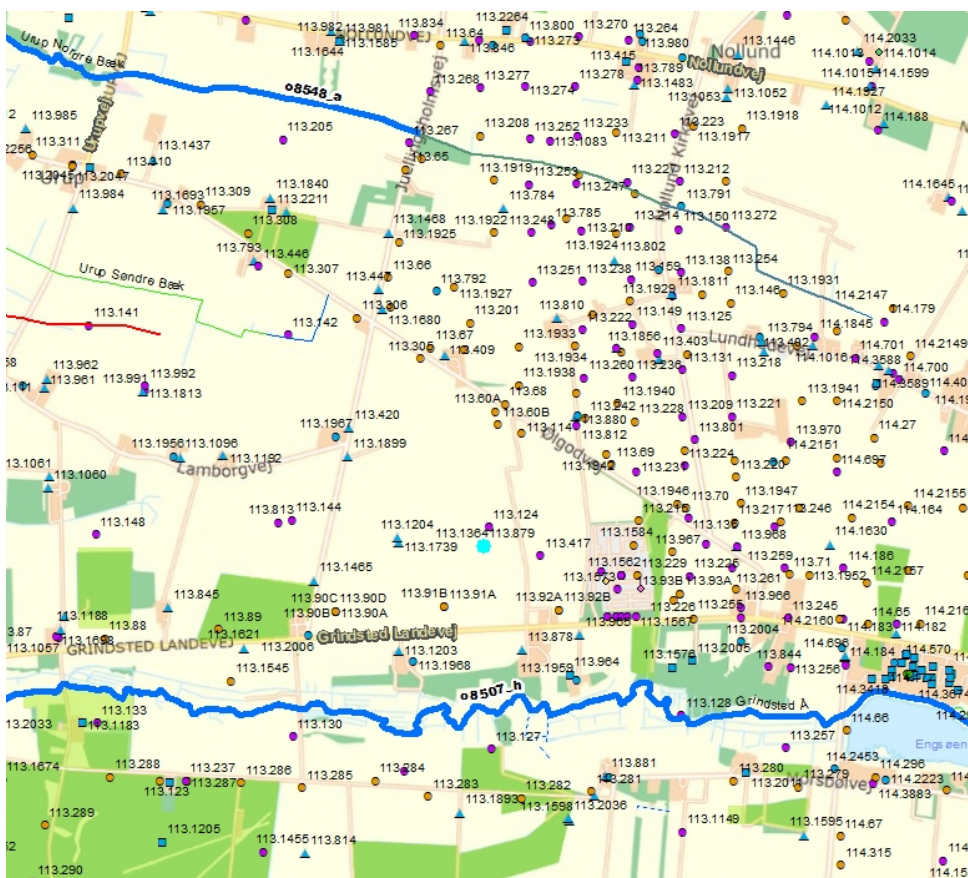 113.982 113.981 113.834 113.2264 113.800 113.270 113.264 114.2033
113.1644 113.1585 113.64 113.846 113.273 113.980 113.1446 114.1013 114.1014
Urup Nordre Bæk
Nollund
113.415 113.789 Nollundvej 114.1015 114.1599
o8548_a
113.268 113.277 113.278 113.1483
113.274 113.1053 113.1052 114.1927
114.1012
113.985 Juellingsholmsvej Nollund Kirkevej 114.188
113.205 113.267 113.208 113.252 113.233 113.211 113.223 113.1918
113.311 113.1437 113.1083 113.1917
2256 113.310 113.65
113.2945 113.2047 113.1919 113.253 113.227 113.212
113.984 113.1693 113.309 113.1840 113.784 113.247 113.791 114.1645
113.1957 113.2211
113.308 113.1468 113.1922 113.248 113.785 113.214 113.150 113.272
113.793 113.1925 113.210
113.446 113.1924 113.802
Urup Søndre Bæk 113.307 113.66 113.792 113.251 113.238 113.159 113.138 113.254
113.447 113.1927 113.1929 113.1811 113.146 113.1931
113.141 113.142 113.306 113.201 113.810 113.222 113.149 114.2147 114.179
113.1680 113.125
113.67 113.1933 113.1856 Lundhedevej 113.794 114.1845
58 113.962 113.305 113.409 113.1934 113.403 113.131 113.492 114.701 114.2149
113.961 113.991 113.992 113.1938 113.260 113.236 113.218 114.1016 114.3588 114.700
113.1813 113.68 113.1940 113.1941 114.3589 114.40
113.60A 113.242 113.228 113.209 113.221 114.2150
113.1967 113.420 113.60B 113.880
113.1956 113.1096 113.1899 113.114 Ølgodvej 113.812 113.801 113.970 114.27
113.1061 Lamborgvej 113.1192 113.69 113.224 114.2151
113.1060 113.1942 113.231 113.220 114.697
113.148 113.813 113.144 113.124 113.1946 113.70 113.1947 114.2154 114.2155
113.1204 113.1364 113.879 113.215 113.217 113.246 114.164
113.1739 113.417 113.1584 113.136 113.968 114.1630
113.1465 113.1562 113.967 113.259 114.186
113.1573 113.229 113.225 113.71 114.2157
113.845 113.90C 113.90D 113.91B 113.91A 113.93B 113.93A 113.261 113.1952
113.1188 113.89 113.90B 113.90A 113.92A 113.92B 113.226 113.255 113.966 113.245 114.65
113.87 113.88 113.1621 Grindsted Landevej 113.965 113.1567 114.2160 114.183 114.182
113.1057 113.1698 GRINDSTED LANDEVEJ 113.2006 113.878 113.2004 114.696
113.1203 113.1576 113.2005 113.844 114.184 114.570
113.1545 113.1968 113.1959 113.964 113.256
o8507_h 114.3418
113.133 113.128 Grindsted Å
113.2033 113.1183 113.130 113.127 114.66
113.257 Engsøen
113.1674 113.288 113.237 113.286 113.285 113.284 113.881 113.280 114.2453 114.296
113.287 113.283 113.282 113.281 113.279 Morsbølvej 114.2223
113.123 113.1893 113.2036 113.2011 114.3883
113.289 113.1598
113.1205 113.1149 113.1595 114.67
113.1455 113.814
113.290 114.315